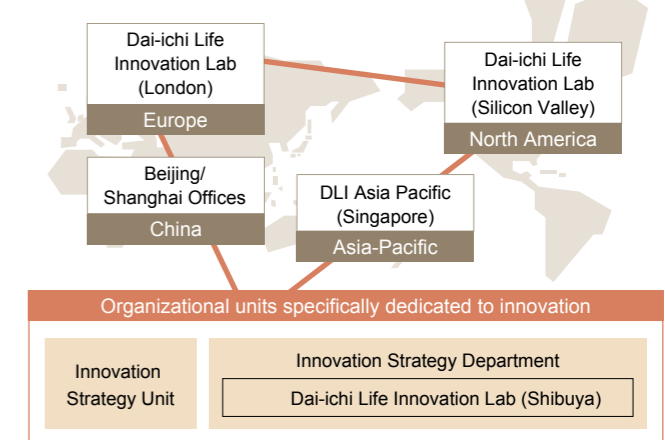 Dai-ichi Life
Innovation Lab
(London)
Europe
Dai-ichi Life
Innovation Lab
(Silicon Valley)
North America
Beijing/
Shanghai Offices
China
DLI Asia Pacific
(Singapore)
Asia-Pacific
Organizational units specifically dedicated to innovation
Innovation
Strategy Unit
Innovation Strategy Department
Dai-ichi Life Innovation Lab (Shibuya)